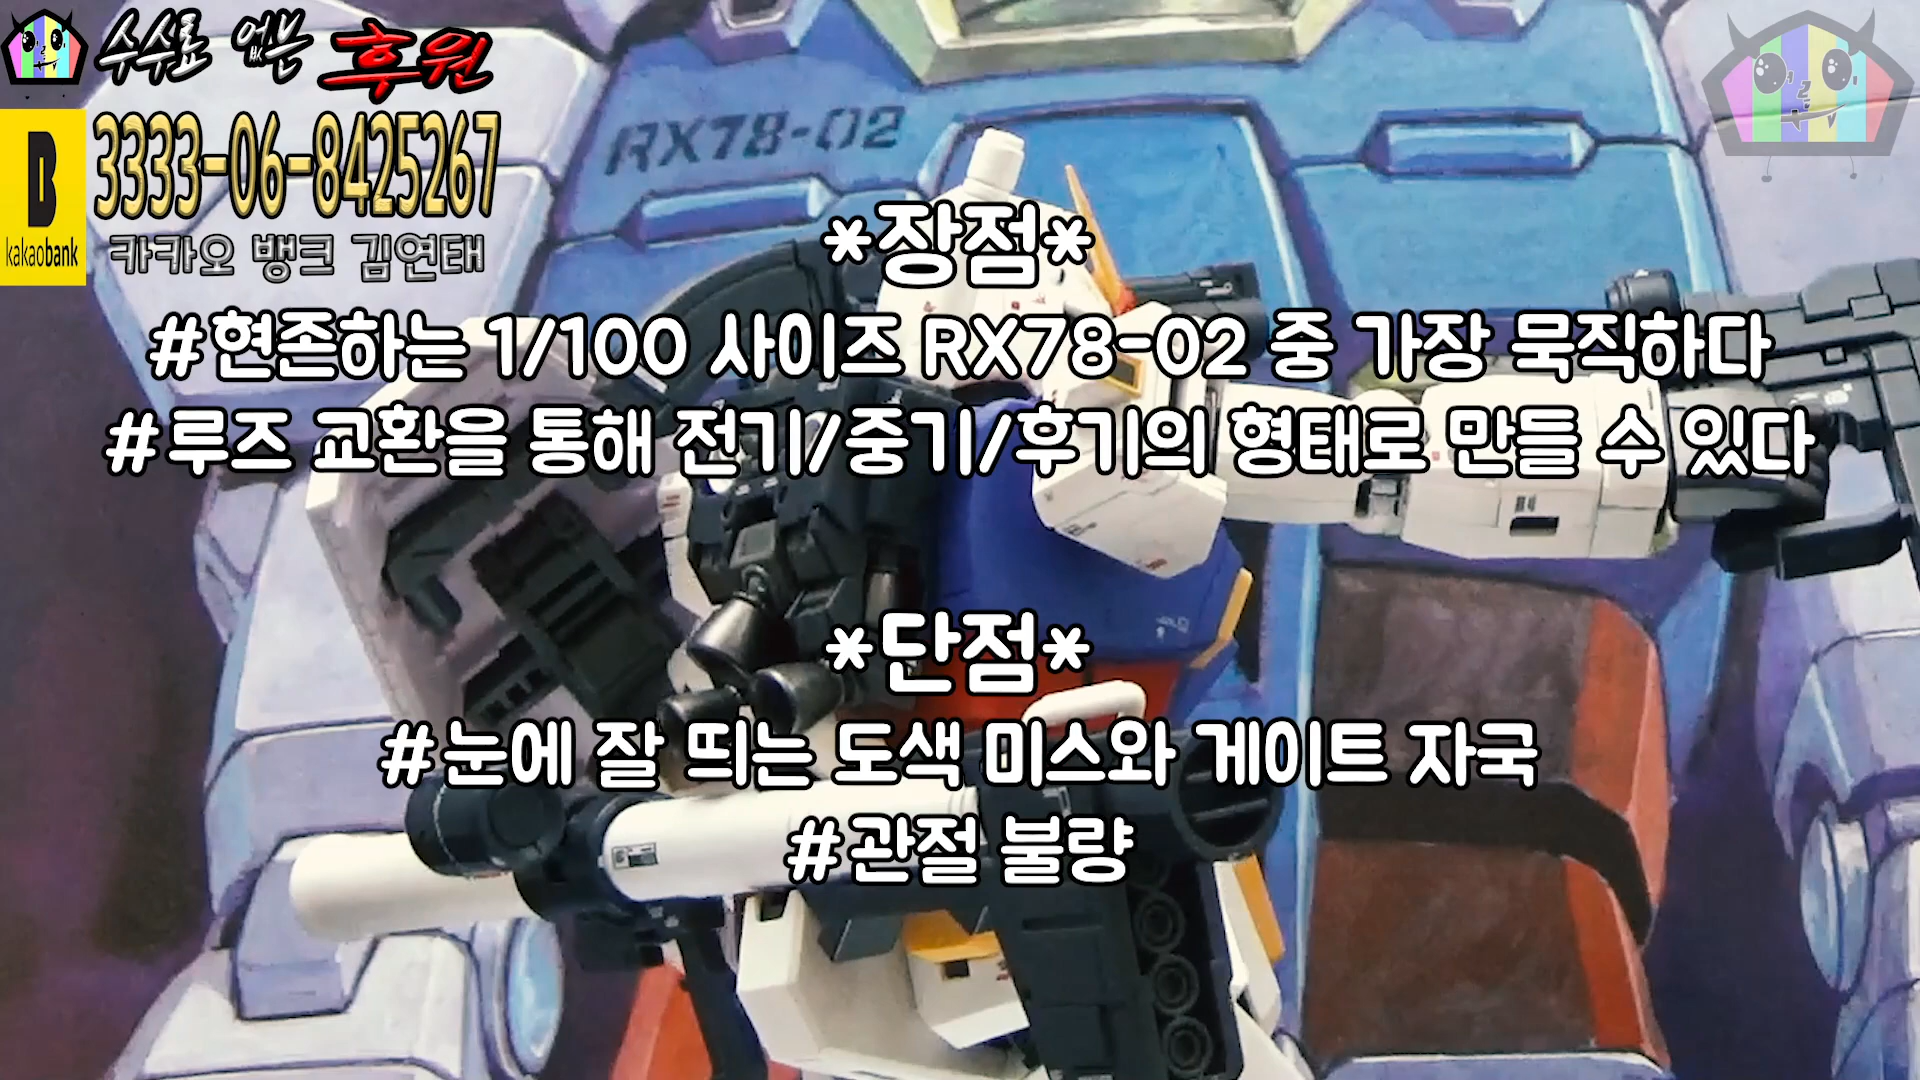 수수료 없는 후원
3333-06-8425267
kakaobank
카카오 뱅크 김연태
RX78-02
*장점*
#현존하는 1/100 사이즈 RX78-02 중 가장 묵직하다
#루즈 교환을 통해 전기/중기/후기의 형태로 만들 수 있다
*단점*
#눈에 잘 띄는 도색 미스와 게이트 자국
#관절 불량